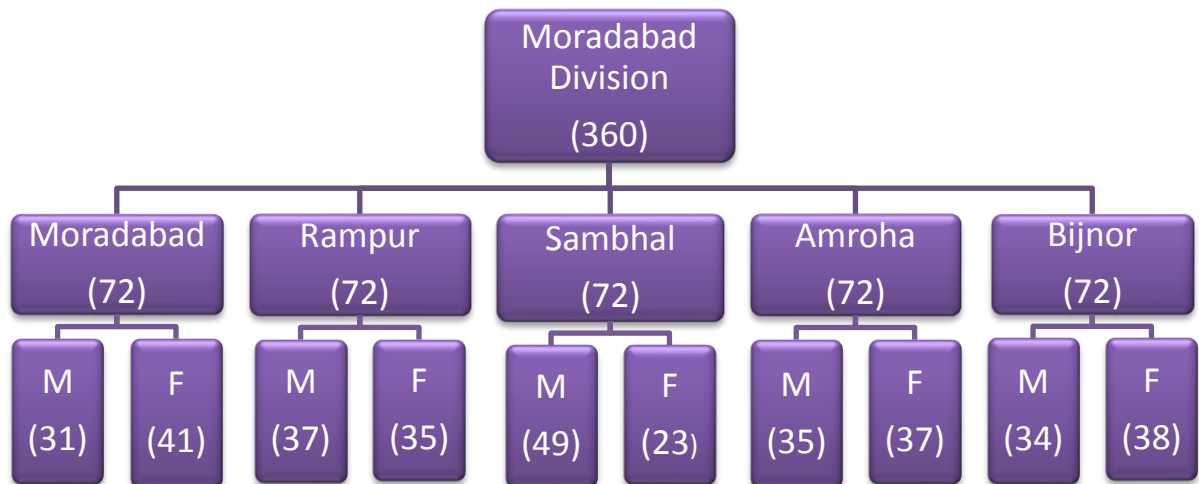 Moradabad
Division
(360)
Moradabad
(72)
Rampur
(72)
Sambhal
(72)
Amroha
(72)
Bijnor
(72)
M
(31)
F
(41)
M
(37)
F
(35)
M
(49)
F
(23)
M
(35)
F
(37)
M
(34)
F
(38)